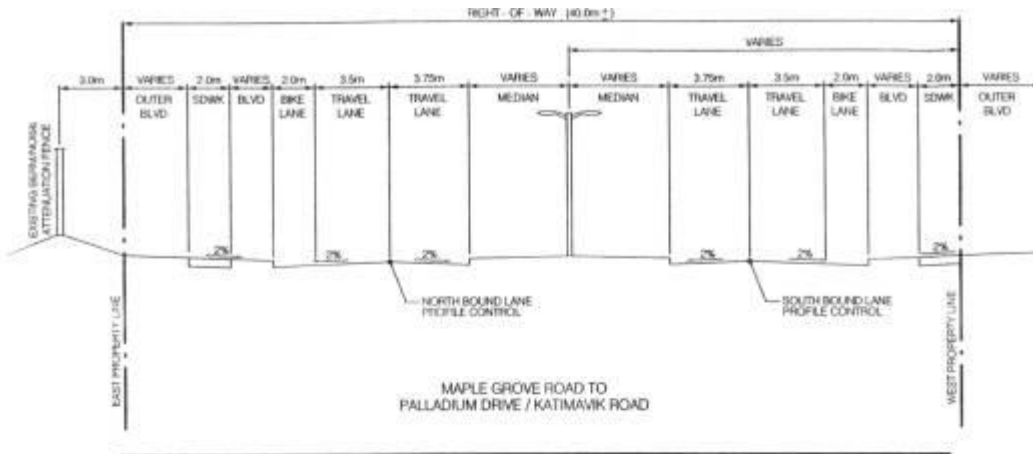 RIGHT - OF - WAY (40.0m ±)
VARIES
3.0m VARIES 2.0m VARIES 2.0m 3.5m 3.75m VARIES VARIES 3.75m 3.5m 2.0m VARIES 2.0m VARIES
OUTER BLVD
SDWK
BLVD
BIKE LANE
TRAVEL LANE
TRAVEL LANE
MEDIAN
MEDIAN
TRAVEL LANE
TRAVEL LANE
BIKE LANE
BLVD
SDWK
OUTER BLVD
EXISTING BERM/NOISE
ATTENUATION FENCE
2% 2% 2% 2% 2% 2%
NORTH BOUND LANE
PROFILE CONTROL
SOUTH BOUND LANE
PROFILE CONTROL
EAST PROPERTY LINE
WEST PROPERTY LINE
MAPLE GROVE ROAD TO
PALLADIUM DRIVE / KATIMAVIK ROAD